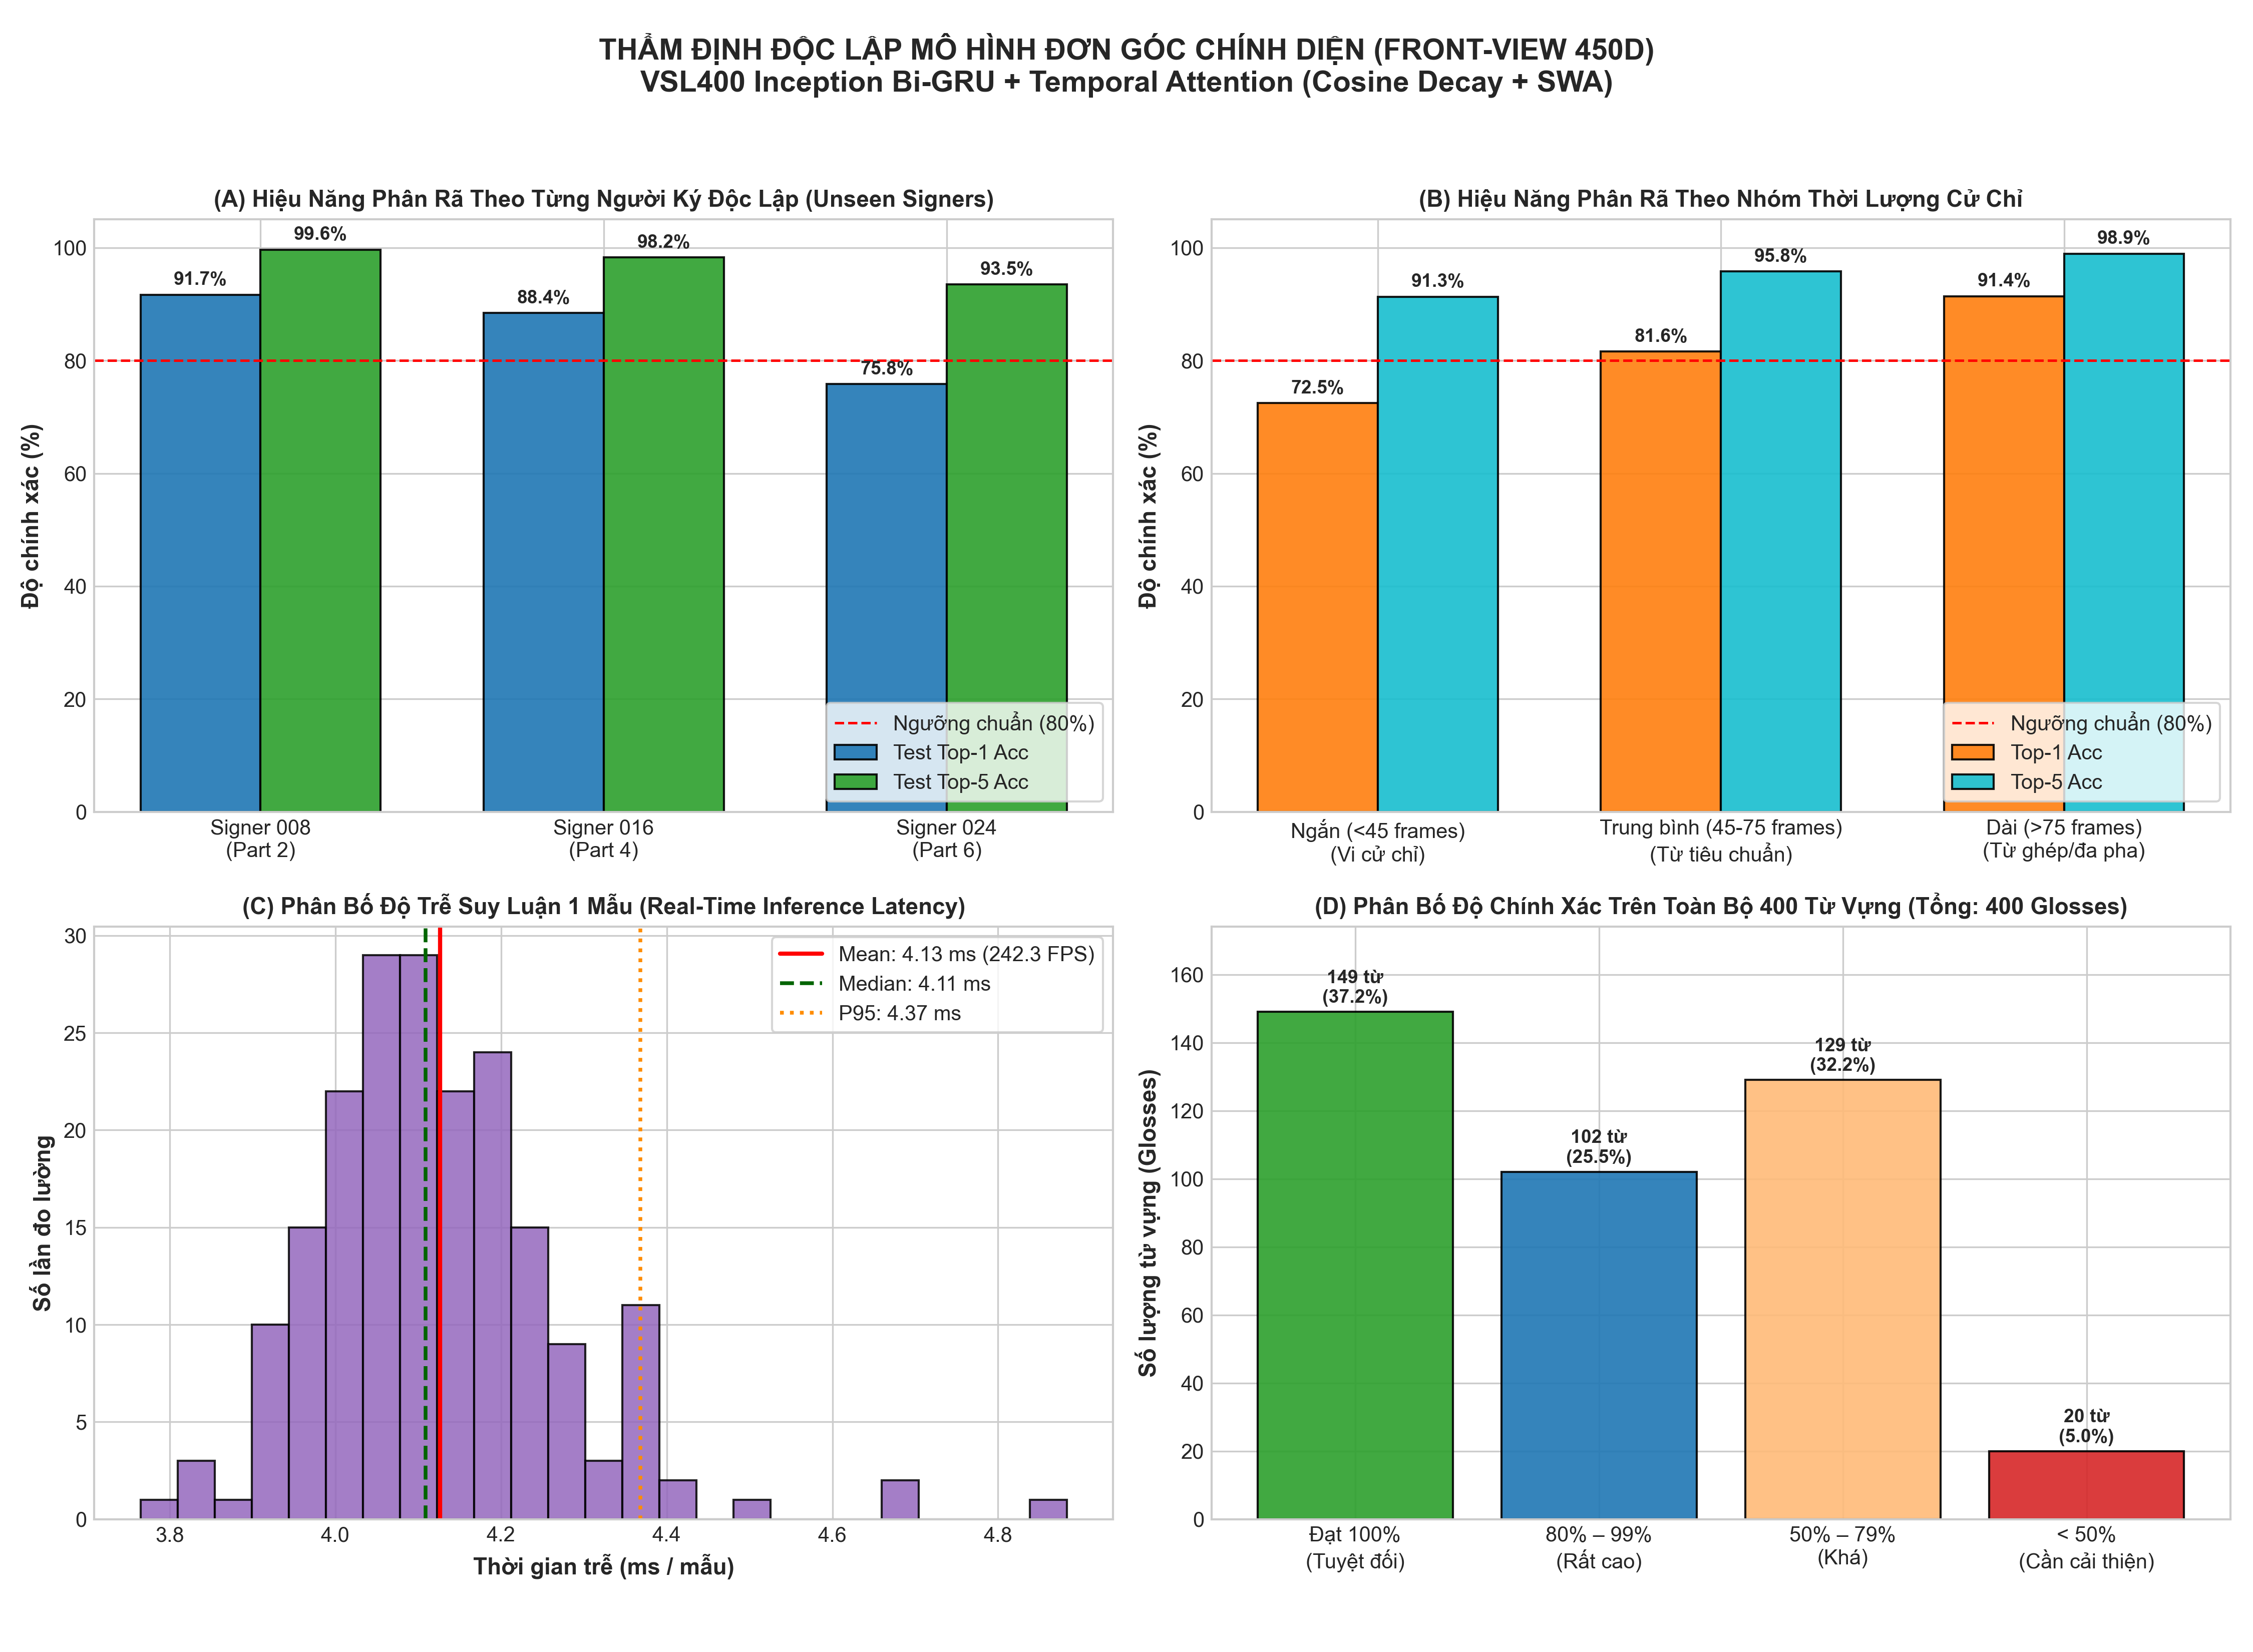 THẨM ĐỊNH ĐỘC LẬP MÔ HÌNH ĐƠN GÓC CHÍNH DIỆN (FRONT-VIEW 450D)
VSL400 Inception Bi-GRU + Temporal Attention (Cosine Decay + SWA)
(A) Hiệu Năng Phân Rã Theo Từng Người Ký Độc Lập (Unseen Signers)
Độ chính xác (%)
100
80
60
40
20
0
91.7%
99.6%
88.4%
98.2%
75.8%
93.5%
Ngưỡng chuẩn (80%)
Test Top-1 Acc
Test Top-5 Acc
Signer 008
(Part 2)
Signer 016
(Part 4)
Signer 024
(Part 6)
(B) Hiệu Năng Phân Rã Theo Nhóm Thời Lượng Cử Chỉ
Độ chính xác (%)
100
80
60
40
20
0
72.5%
91.3%
81.6%
95.8%
91.4%
98.9%
Ngưỡng chuẩn (80%)
Top-1 Acc
Top-5 Acc
Ngắn (<45 frames)
(Vi cử chỉ)
Trung bình (45-75 frames)
(Từ tiêu chuẩn)
Dài (>75 frames)
(Từ ghép/đa pha)
(C) Phân Bố Độ Trễ Suy Luận 1 Mẫu (Real-Time Inference Latency)
Số lần đo lường
30
25
20
15
10
5
0
Mean: 4.13 ms (242.3 FPS)
Median: 4.11 ms
P95: 4.37 ms
3.8
4.0
4.2
4.4
4.6
4.8
Thời gian trễ (ms / mẫu)
(D) Phân Bố Độ Chính Xác Trên Toàn Bộ 400 Từ Vựng (Tổng: 400 Glosses)
Số lượng từ vựng (Glosses)
160
140
120
100
80
60
40
20
0
149 từ
(37.2%)
102 từ
(25.5%)
129 từ
(32.2%)
20 từ
(5.0%)
Đạt 100%
(Tuyệt đối)
80% – 99%
(Rất cao)
50% – 79%
(Khá)
< 50%
(Cần cải thiện)